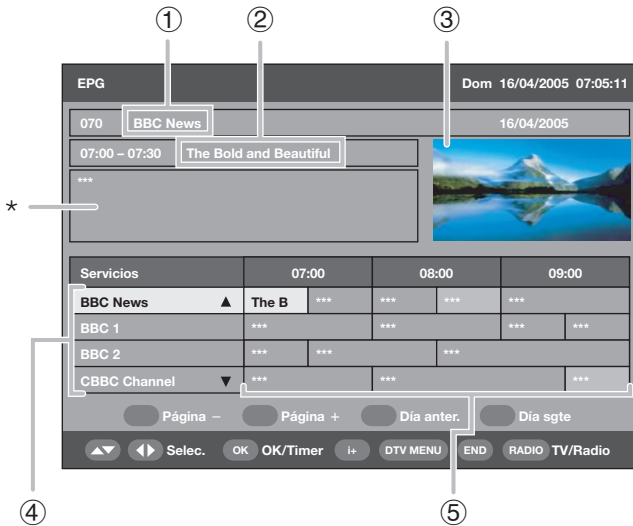 ① ② ③
EPG Dom 16/04/2005 07:05:11
070 BBC News 16/04/2005
07:00 – 07:30 The Bold and Beautiful
***
*
Servicios 07:00 08:00 09:00
BBC News ▲ The B *** *** *** ***
BBC 1 *** *** *** ***
BBC 2 *** *** ***
CBBC Channel ▼ *** *** ***
Página – Página + Día anter. Día sgte
Selec. OK OK/Timer i+ DTV MENU END RADIO TV/Radio
④ ⑤